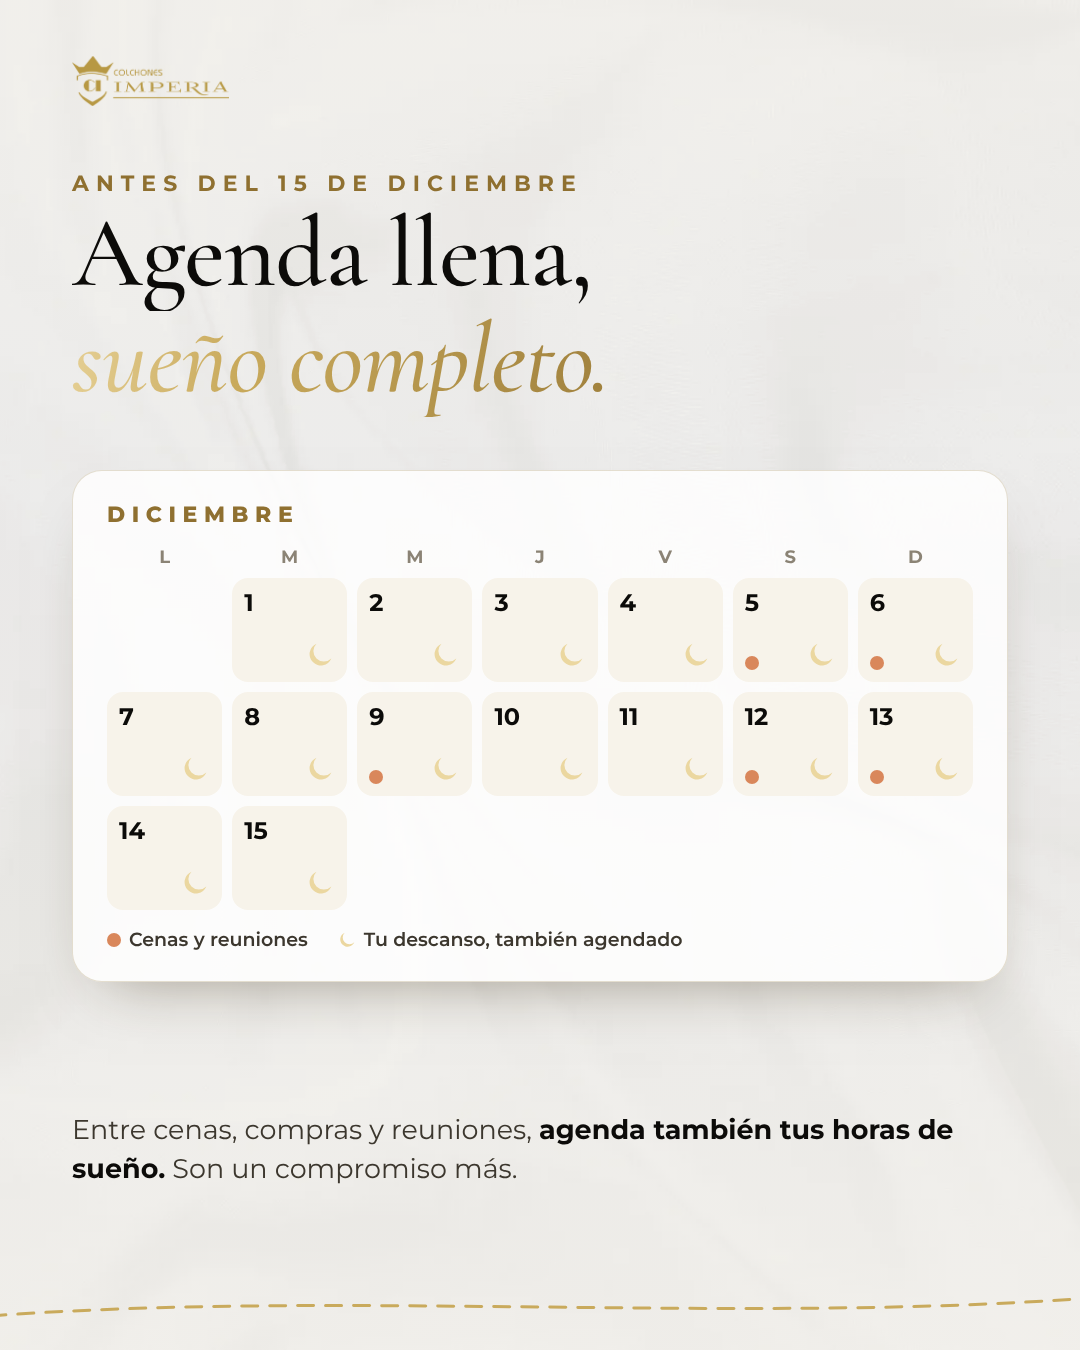 COLCHONES
IMPERIA
ANTES DEL 15 DE DICIEMBRE
Agenda llena,
sueño completo.
DICIEMBRE
L M M J V S D
1 2 3 4 5 6
7 8 9 10 11 12 13
14 15
Cenas y reuniones Tu descanso, también agendado
Entre cenas, compras y reuniones, agenda también tus horas de
sueño. Son un compromiso más.